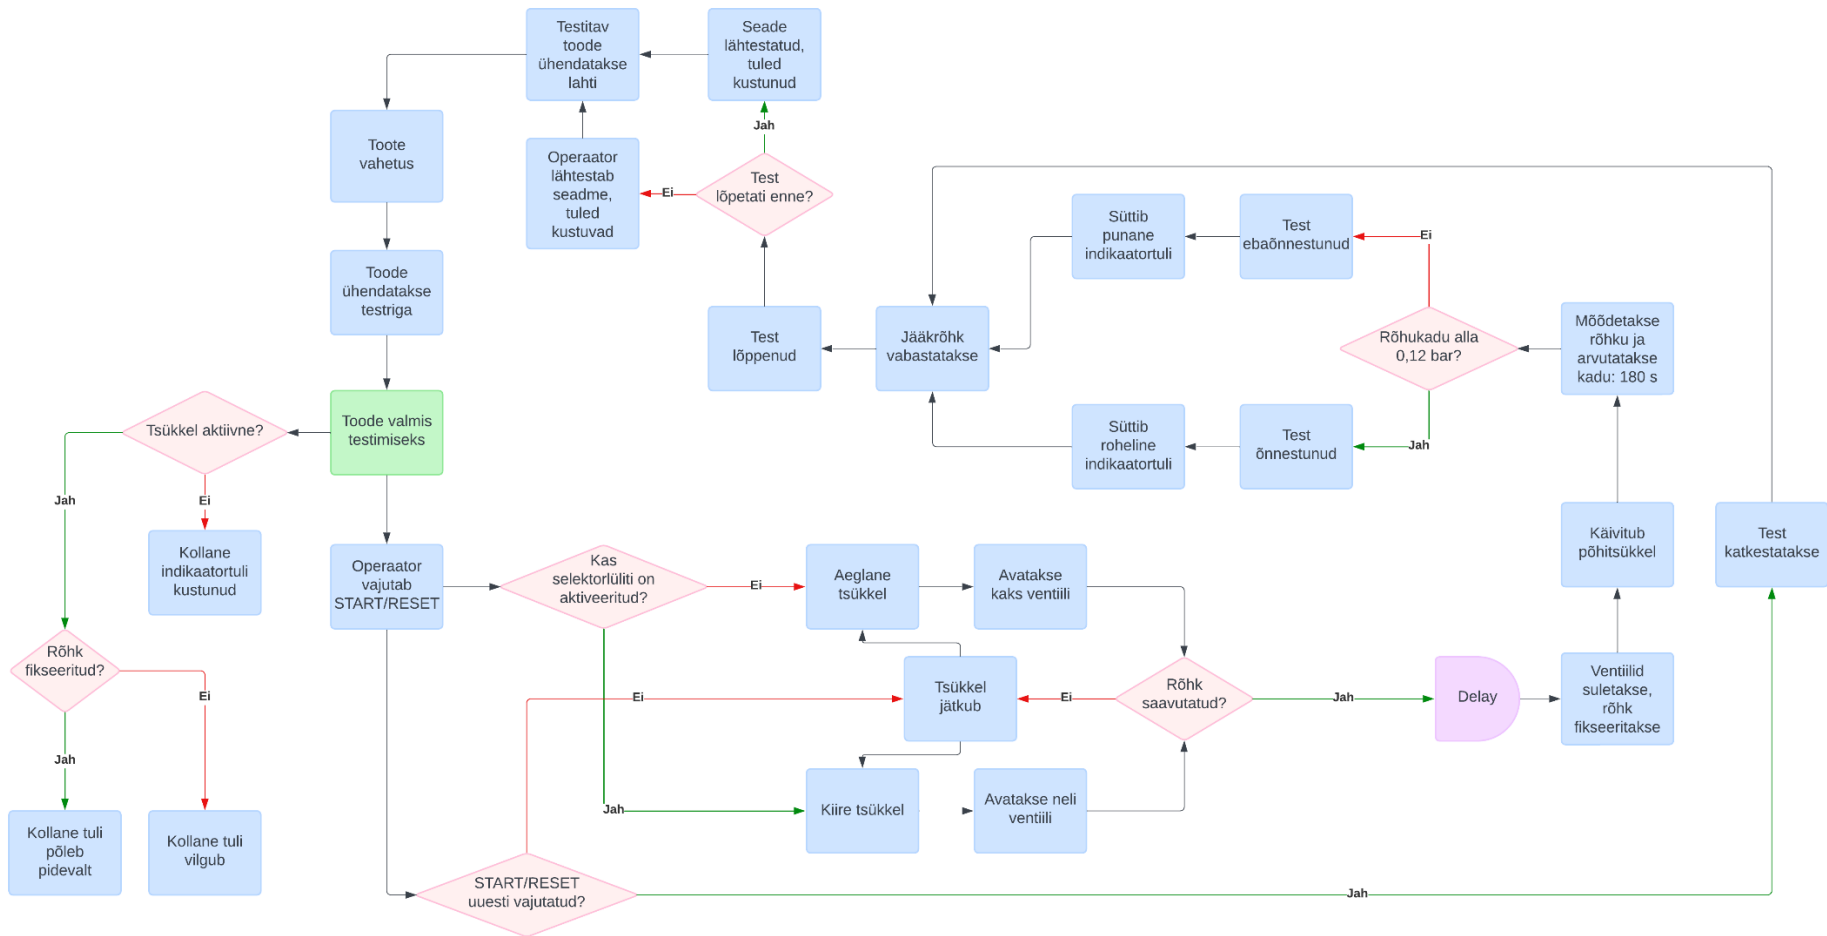 Testitav
toode
ühendatakse
lahti
Seade
lähtestatud,
tuled
kustunud
Jah
Toote
vahetus
Operaator
lähtestab
seadme,
tuled
kustuvad
Ei
Test
lõpetati enne?
Toode
ühendatakse
testriga
Test
lõppenud
Jääkrõhk
vabastatakse
Süttib
punane
indikaatortuli
Test
ebaõnnestunud
Ei
Rõhukadu alla
0,12 bar?
Mõõdetakse
rõhku ja
arvutatakse
kadu: 180 s
Süttib
roheline
indikaatortuli
Test
õnnestunud
Jah
Tsükkel aktiivne?
Toode valmis
testimiseks
Jah
Ei
Kollane
indikaatortuli
kustunud
Operaator
vajutab
START/RESET
Kas
selektorlüliti on
aktiveeritud?
Ei
Aeglane
tsükkel
Avatakse
kaks ventiili
Käivitub
põhitsükkel
Test
katkestatakse
Rõhk
fikseeritud?
Ei
Ei
Tsükkel
jätkub
Ei
Rõhk
saavutatud?
Jah
Delay
Ventiilid
suletakse,
rõhk
fikseeritakse
Jah
Jah
Kiire tsükkel
Avatakse neli
ventiili
Kollane tuli
põleb
pidevalt
Kollane tuli
vilgub
START/RESET
uuesti vajutatud?
Jah